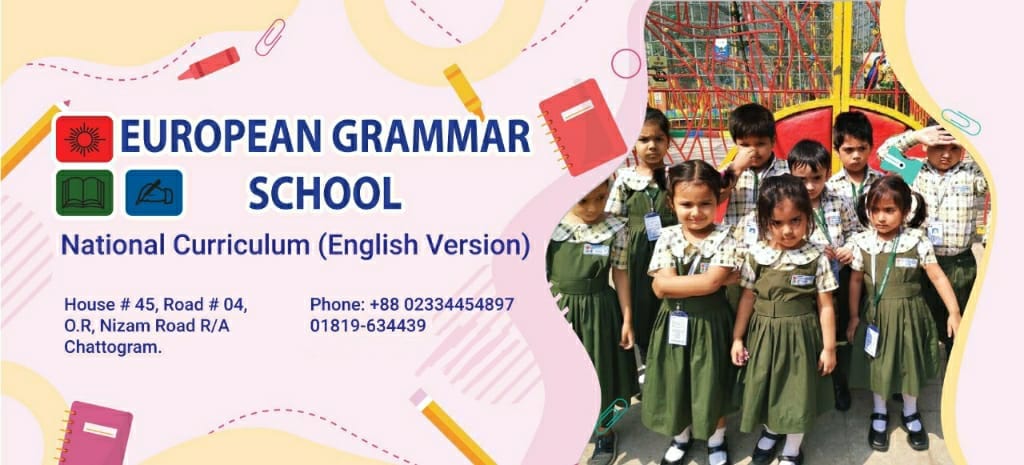 EUROPEAN GRAMMAR
SCHOOL
National Curriculum (English Version)
House # 45, Road # 04,
O.R, Nizam Road R/A
Chattogram.
Phone: +88 02334454897
01819-634439